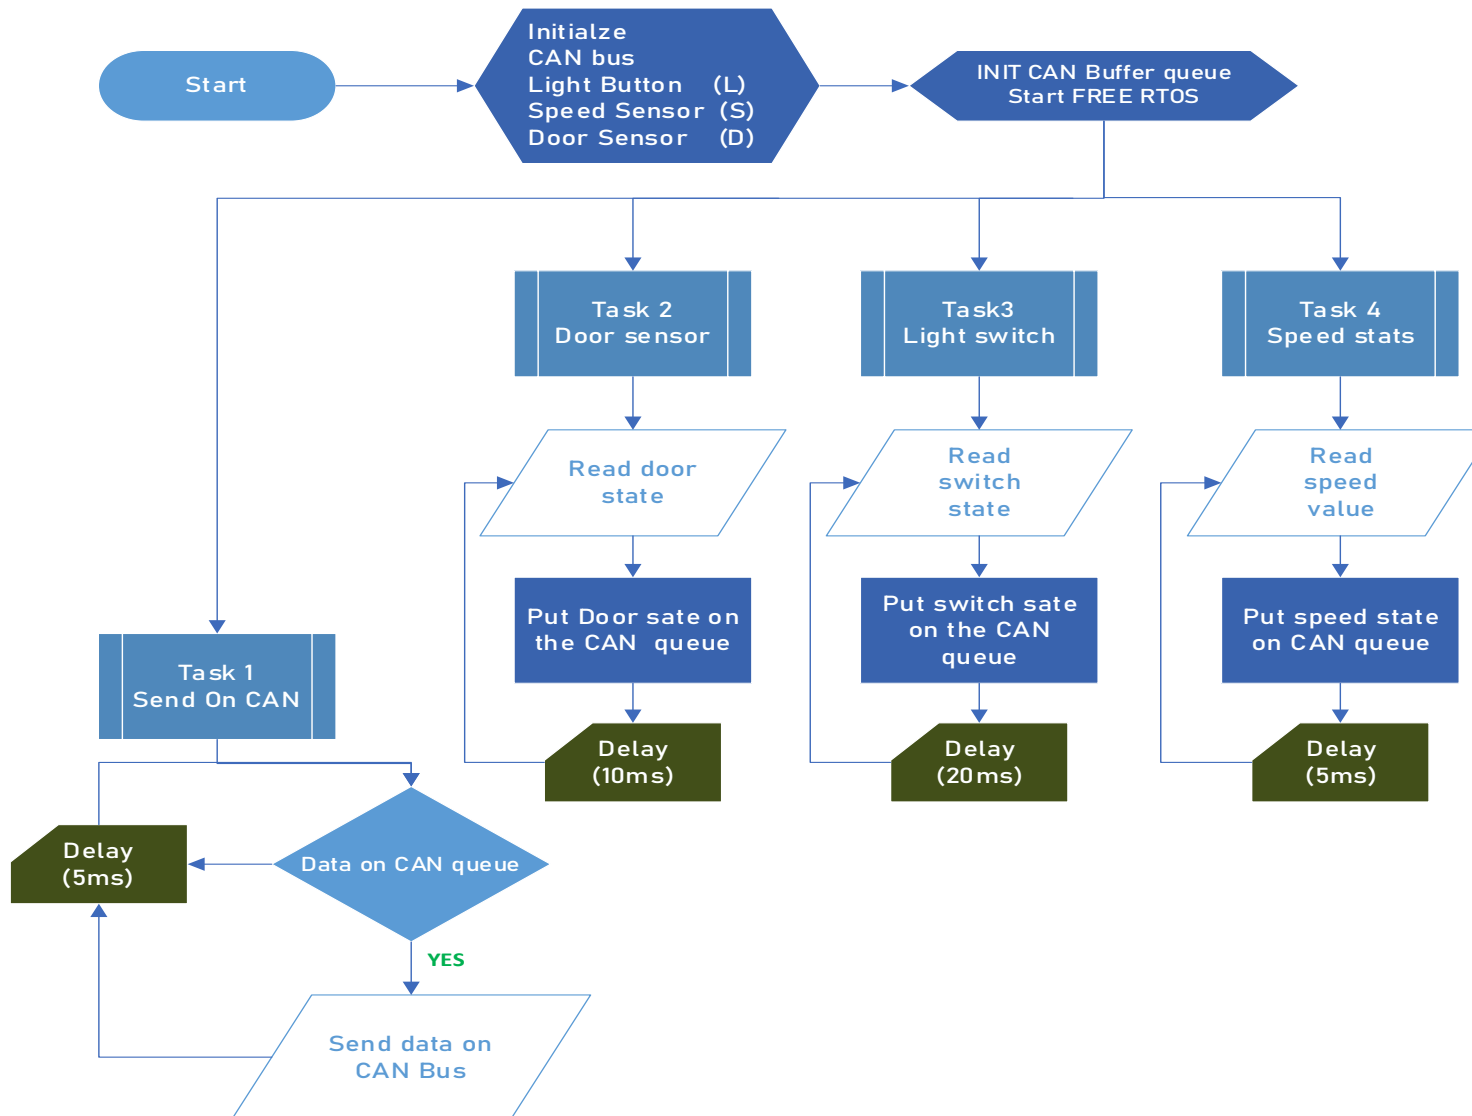 Start
Initialze
CAN bus
Light Button (L)
Speed Sensor (S)
Door Sensor (D)
INIT CAN Buffer queue
Start FREE RTOS
Task 2
Door sensor
Task3
Light switch
Task 4
Speed stats
Read door
state
Read
switch
state
Read
speed
value
Put Door sate on
the CAN queue
Put switch sate
on the CAN
queue
Put speed state
on CAN queue
Task 1
Send On CAN
Delay
(10ms)
Delay
(20ms)
Delay
(5ms)
Delay
(5ms)
Data on CAN queue
YES
Send data on
CAN Bus